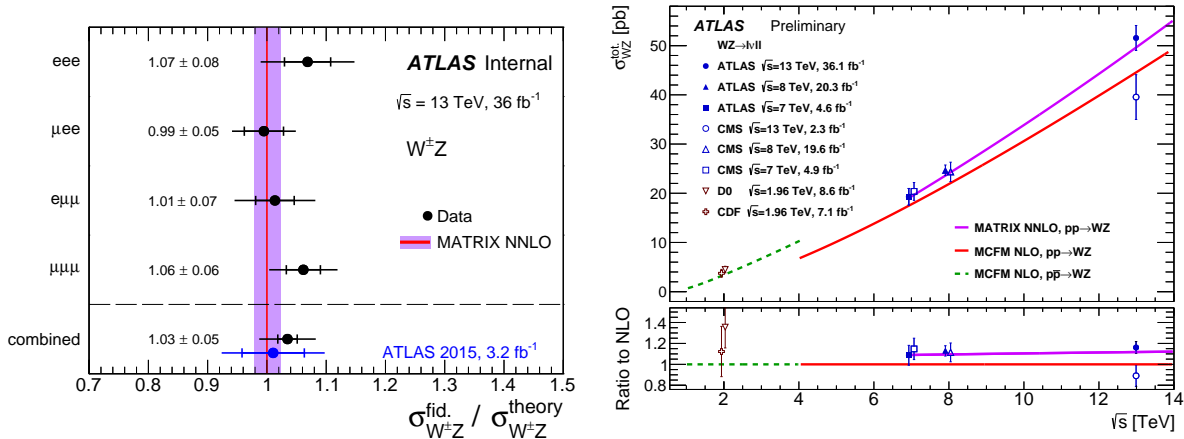 ATLAS Internal
√s = 13 TeV, 36 fb⁻¹
W±Z
eee
1.07 ± 0.08
μee
0.99 ± 0.05
eμμ
1.01 ± 0.07
μμμ
1.06 ± 0.06
combined
1.03 ± 0.05
Data
MATRIX NNLO
ATLAS 2015, 3.2 fb⁻¹
0.7 0.8 0.9 1 1.1 1.2 1.3 1.4 1.5
σ^fid._W±Z / σ^theory_W±Z
σ^tot._WZ [pb]
50
40
30
20
10
0
ATLAS Preliminary
WZ→lνll
ATLAS √s=13 TeV, 36.1 fb⁻¹
ATLAS √s=8 TeV, 20.3 fb⁻¹
ATLAS √s=7 TeV, 4.6 fb⁻¹
CMS √s=13 TeV, 2.3 fb⁻¹
CMS √s=8 TeV, 19.6 fb⁻¹
CMS √s=7 TeV, 4.9 fb⁻¹
D0 √s=1.96 TeV, 8.6 fb⁻¹
CDF √s=1.96 TeV, 7.1 fb⁻¹
MATRIX NNLO, pp→WZ
MCFM NLO, pp→WZ
MCFM NLO, pp̅→WZ
Ratio to NLO
1.4
1.2
1
0.8
2 4 6 8 10 12 14
√s [TeV]